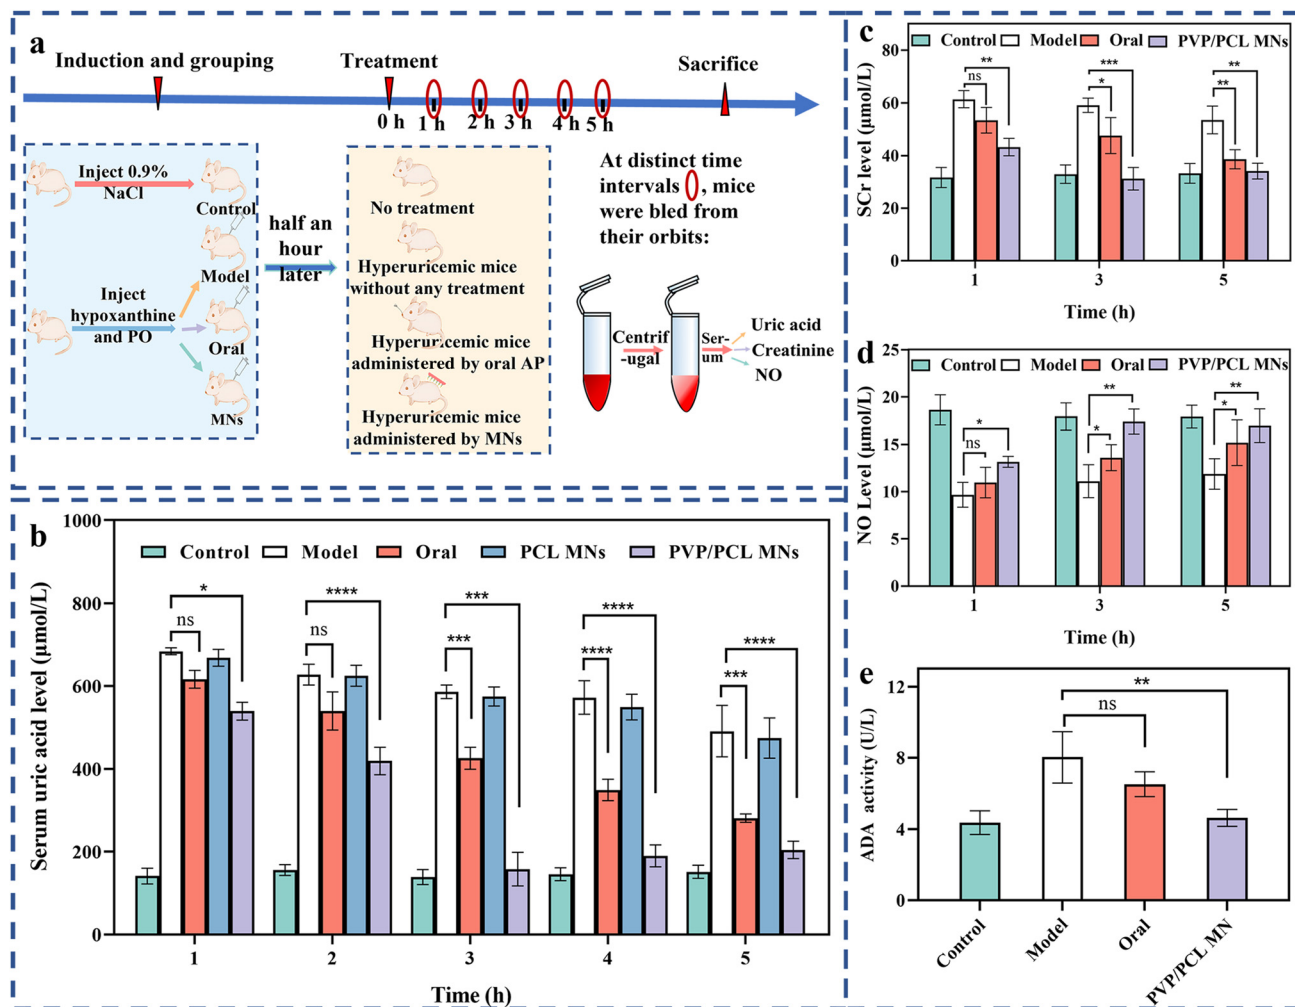 a
Induction and grouping
Treatment
Sacrifice
0 h
1 h
2 h
3 h
4 h
5 h
Inject 0.9%
NaCl
Control
Model
Inject
hypoxanthine
and PO
Oral
MNs
half an
hour
later
No treatment
Hyperuricemic mice
without any treatment
Hyperuricemic mice
administered by oral AP
Hyperuricemic mice
administered by MNs
At distinct time
intervals , mice
were bled from
their orbits:
Centrif
-ugal
Ser-
um
Uric acid
Creatinine
NO
b
Control Model Oral PCL MNs PVP/PCL MNs
Serum uric acid level (μmol/L)
1000
800
600
400
200
0
ns
*
ns
****
***
***
****
****
***
****
1 2 3 4 5
Time (h)
c
Control Model Oral PVP/PCL MNs
SCr level (μmol/L)
80
60
40
20
0
ns
**
*
***
**
**
1 3 5
Time (h)
d
Control Model Oral PVP/PCL MNs
NO Level (μmol/L)
25
20
15
10
5
0
ns
*
*
**
*
**
1 3 5
Time (h)
e
ADA activity (U/L)
12
8
4
0
**
ns
Control
Model
Oral
PVP/PCL MN